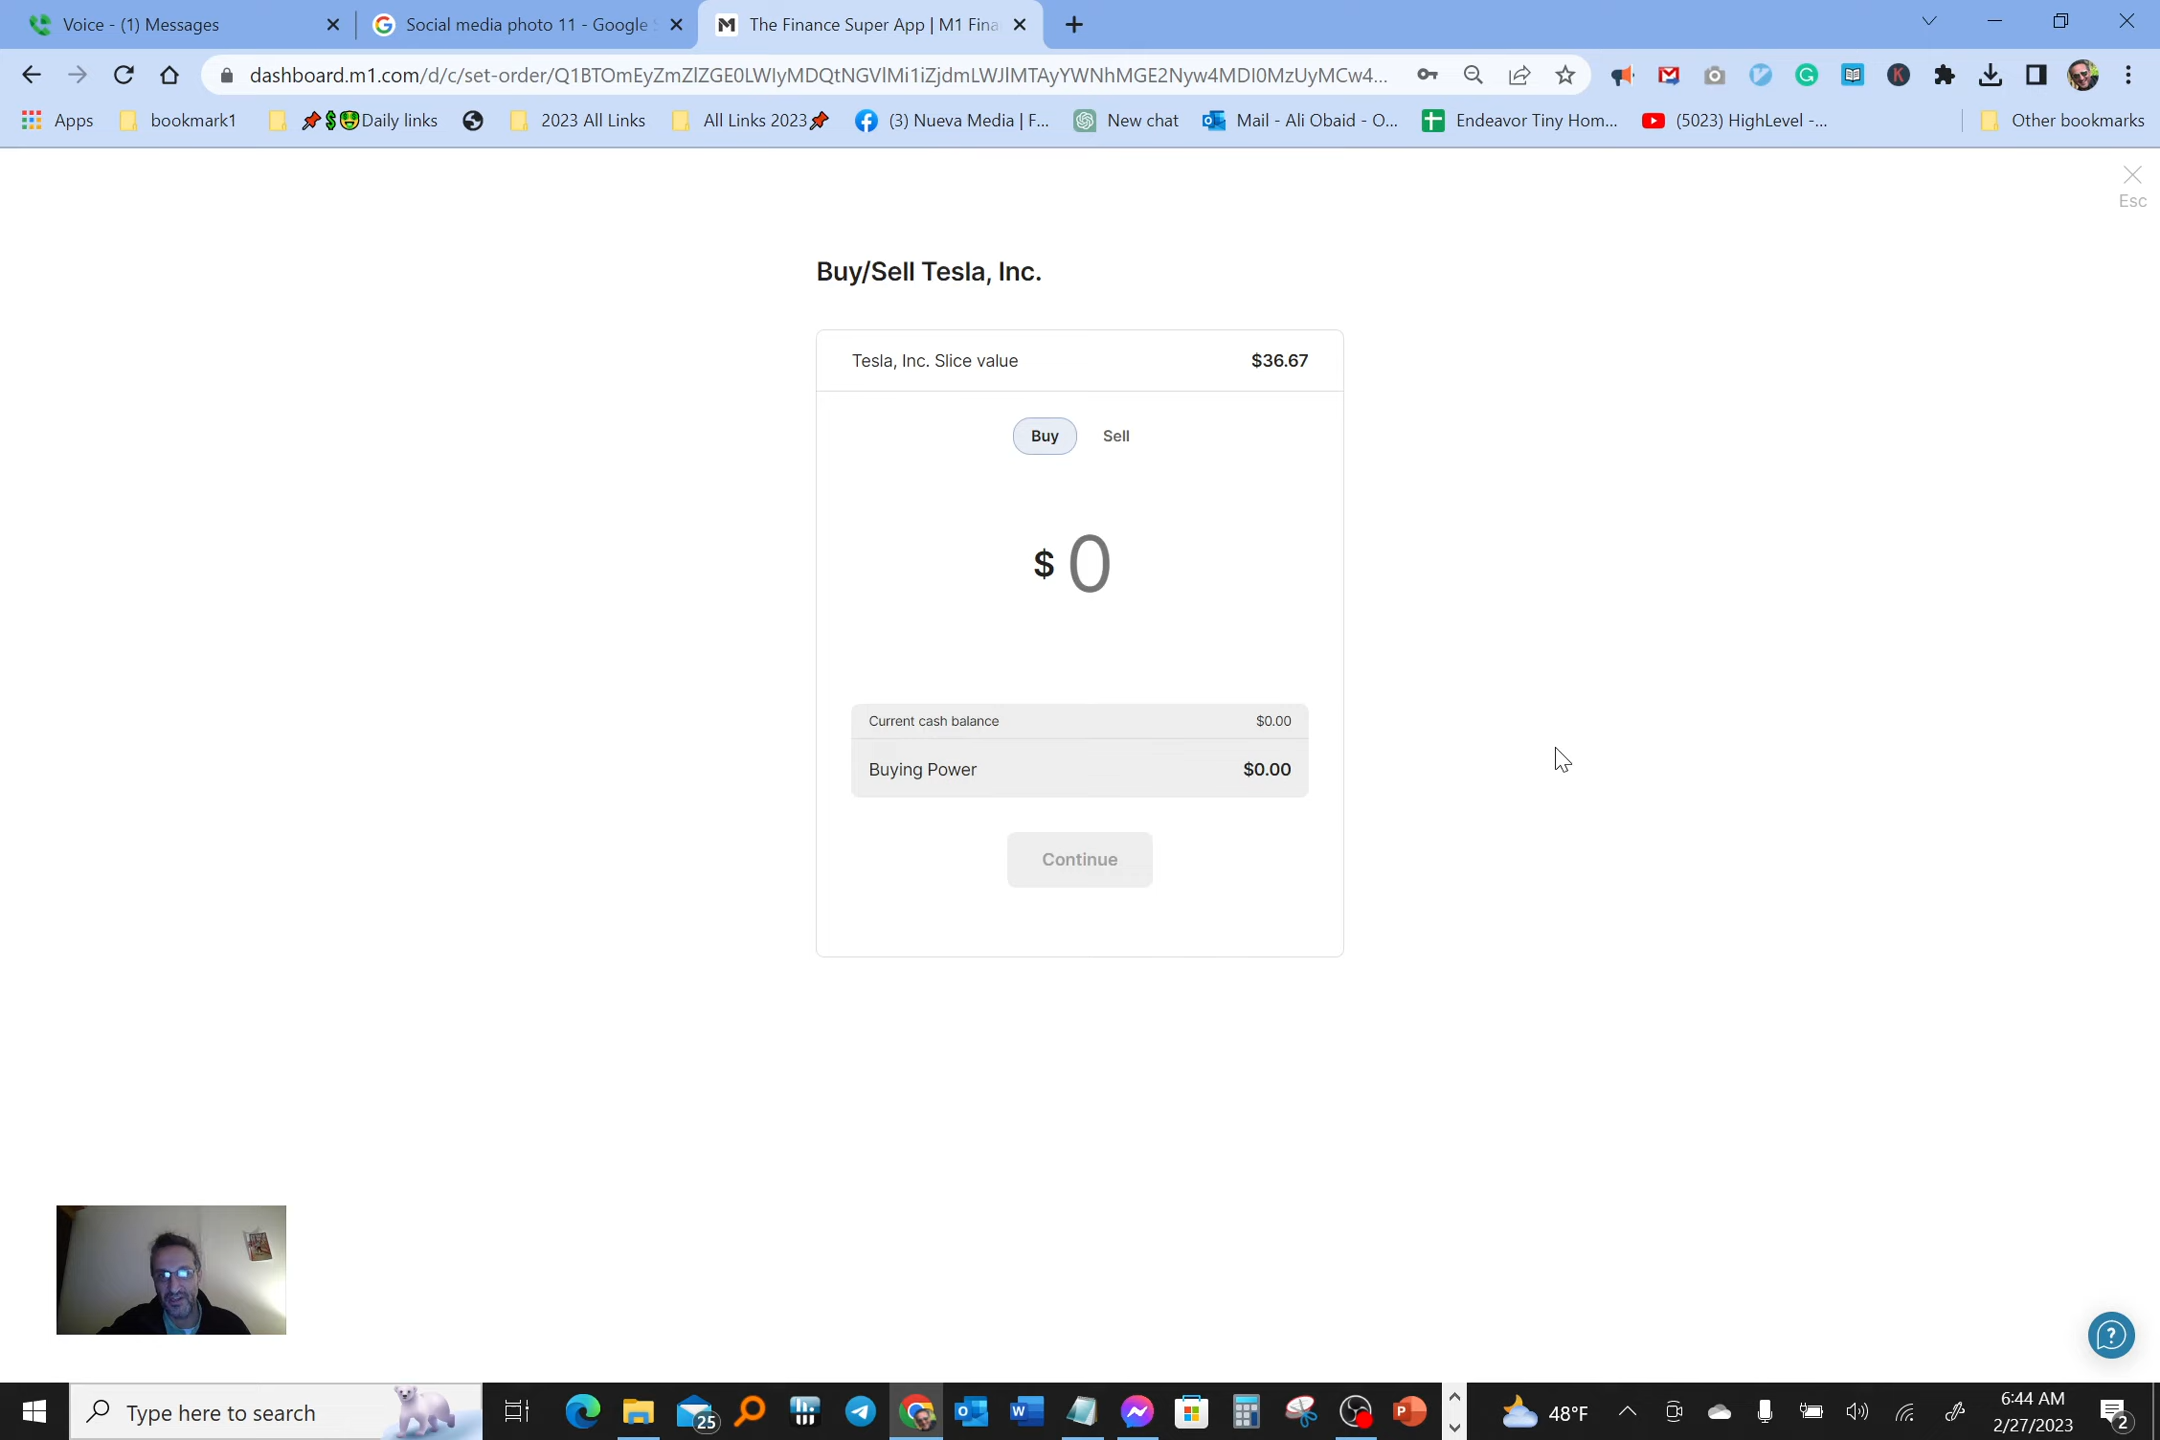 Voice - (1) Messages
Social media photo 11 - Google
The Finance Super App | M1 Fina
dashboard.m1.com/d/c/set-order/
Apps
bookmark1
Daily links
2023 All Links
All Links 2023
(3) Nueva Media | F...
New chat
Mail - Ali Obaid - O...
Endeavor Tiny Hom...
(5023) HighLevel -...
Other bookmarks
Esc
Buy/Sell Tesla, Inc.
Tesla, Inc. Slice value $36.67
Buy Sell
$ 0
Current cash balance $0.00
Buying Power $0.00
Continue
Type here to search
25
48°F
6:44 AM
2/27/2023
2